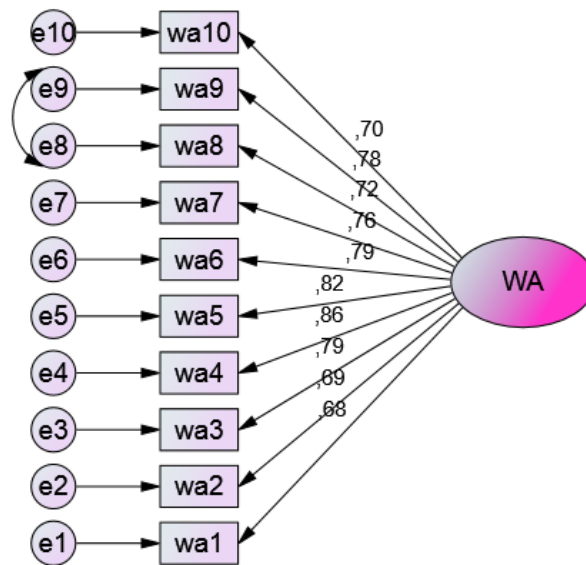 e10 wa10
e9 wa9
,70
e8 wa8
,78
,72
e7 wa7
,76
,79
e6 wa6
,82
WA
e5 wa5
,86
e4 wa4
,79
,69
e3 wa3
,68
e2 wa2
e1 wa1